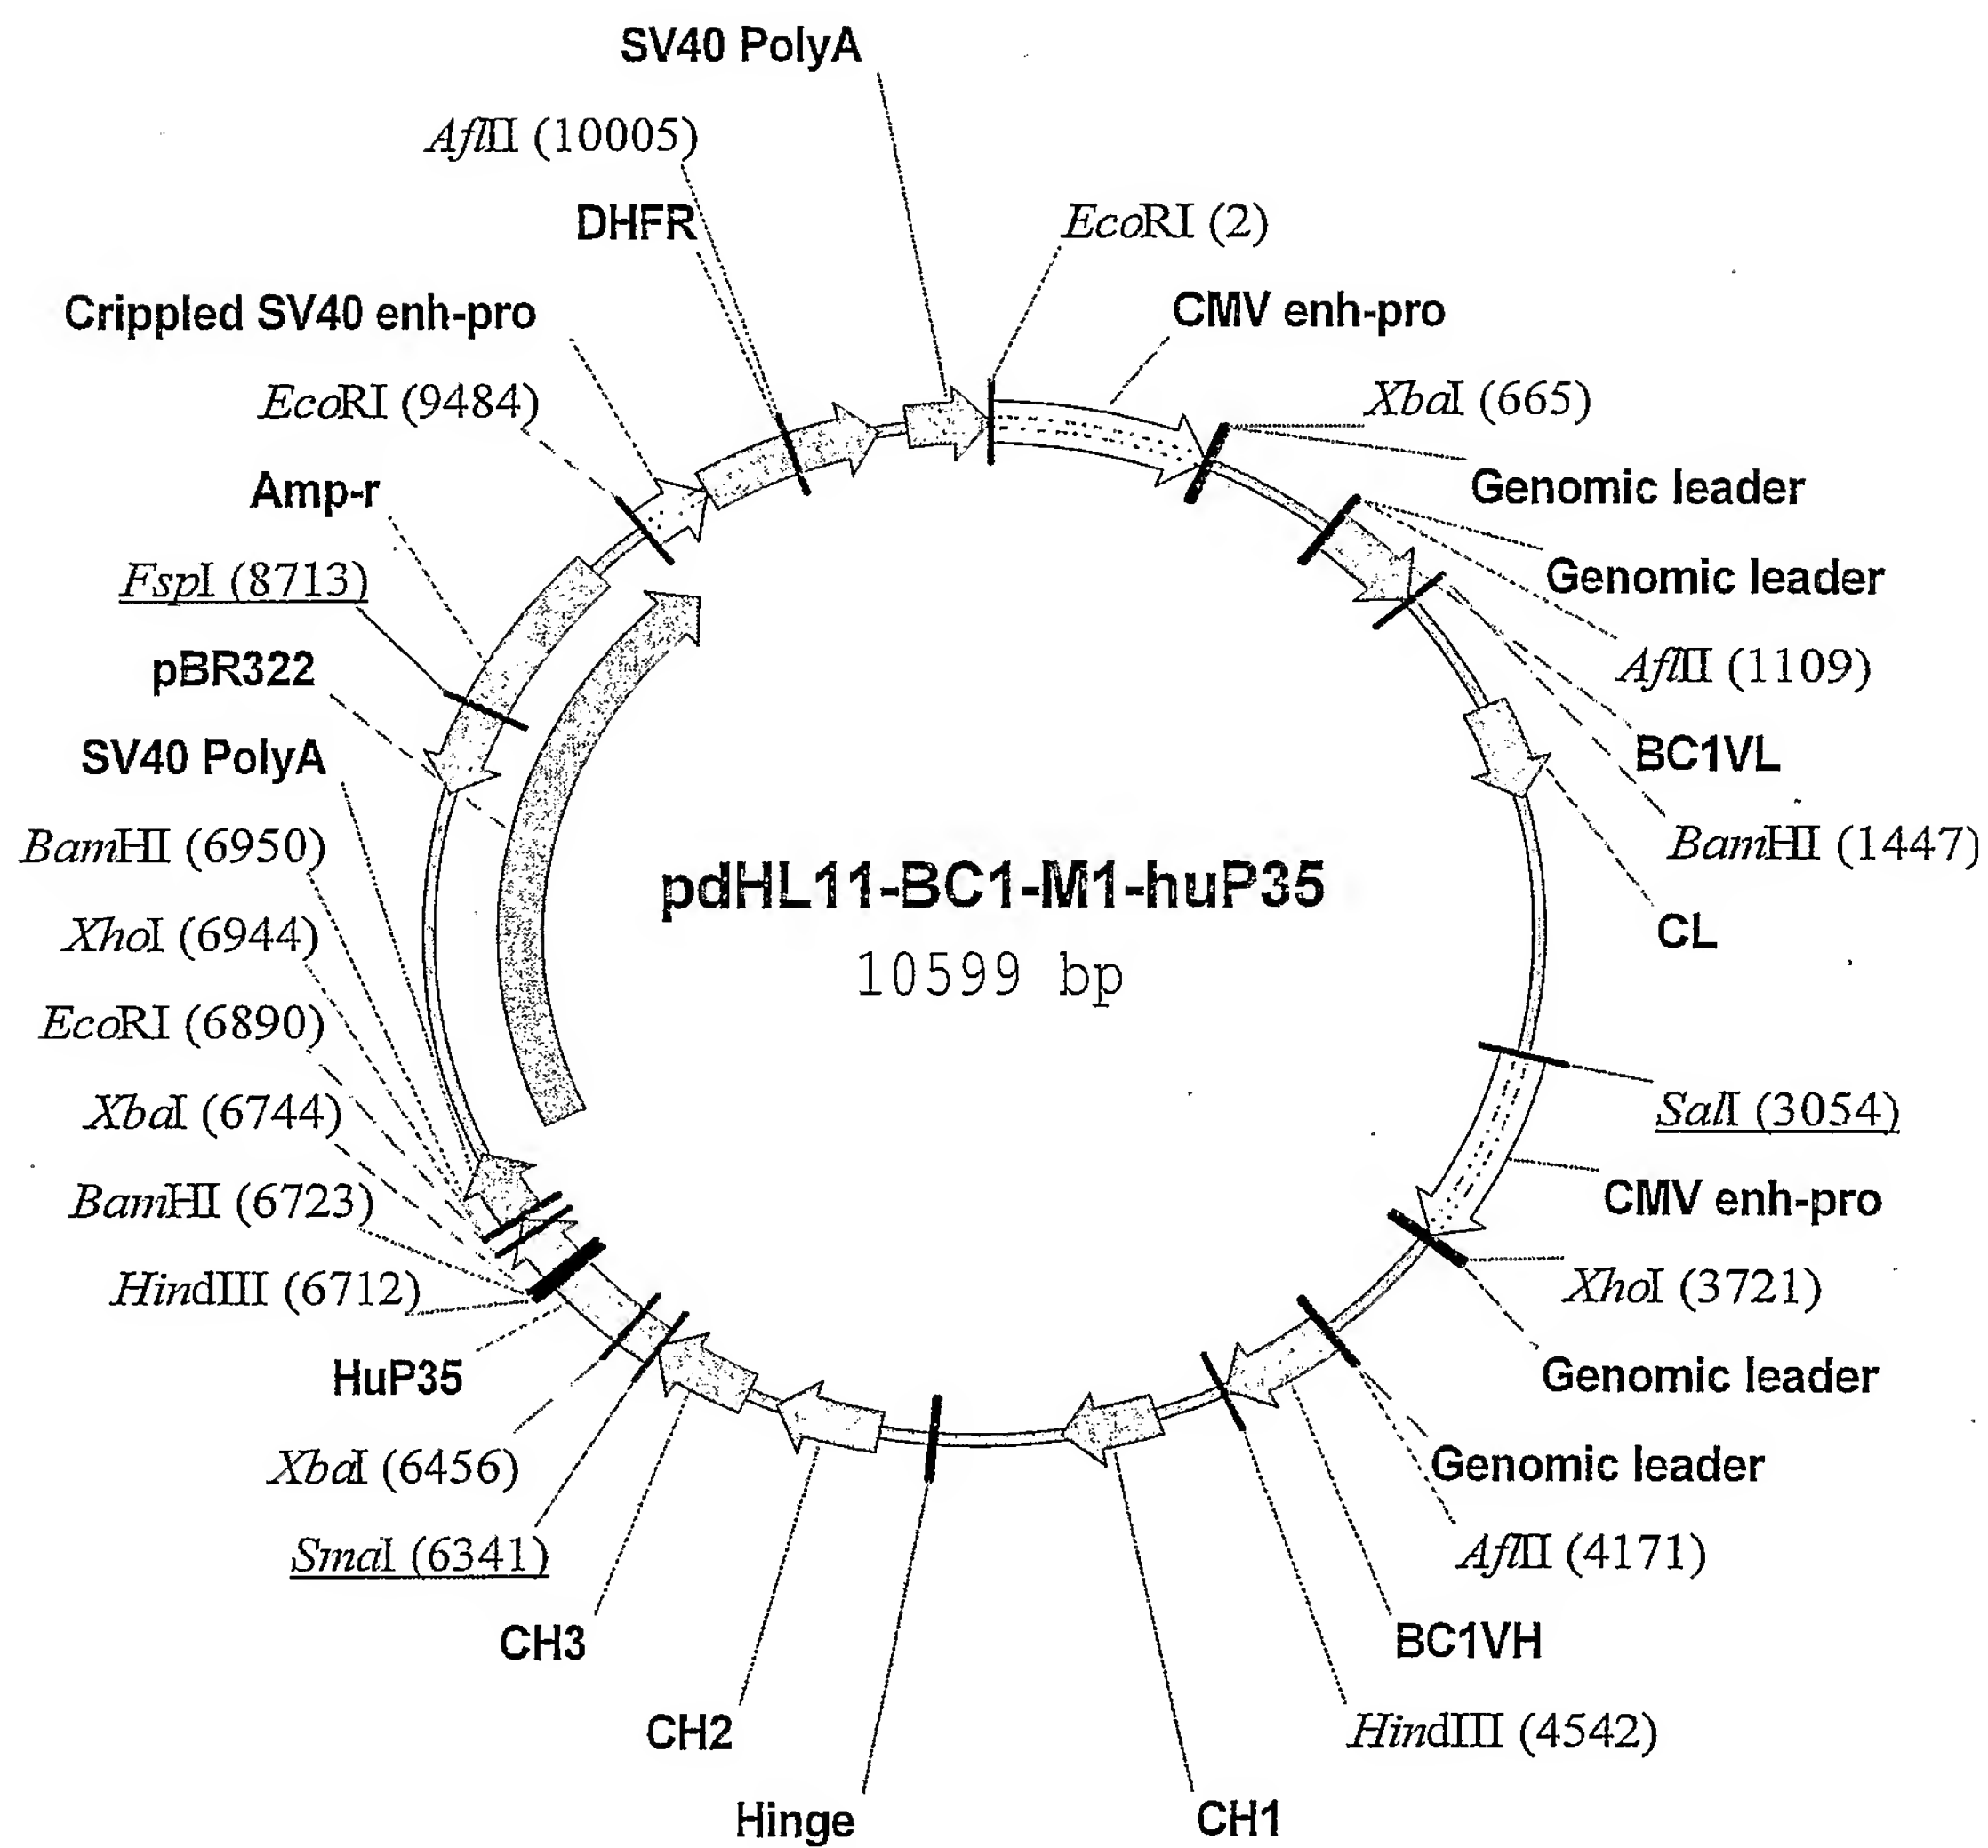 SV40 PolyA
AflII (10005)
DHFR
EcoRI (2)
Crippled SV40 enh-pro
CMV enh-pro
EcoRI (9484)
XbaI (665)
Amp-r
Genomic leader
FspI (8713)
Genomic leader
pBR322
AflII (1109)
SV40 PolyA
BC1VL
BamHI (6950)
BamHI (1447)
pdHL11-BC1-M1-huP35
XhoI (6944)
CL
10599 bp
EcoRI (6890)
XbaI (6744)
SalI (3054)
BamHI (6723)
CMV enh-pro
HindIII (6712)
XhoI (3721)
HuP35
Genomic leader
XbaI (6456)
Genomic leader
SmaI (6341)
AflII (4171)
CH3
BC1VH
CH2
HindIII (4542)
Hinge
CH1